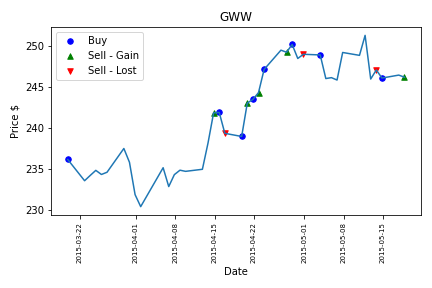 GWW
Buy
Sell - Gain
Sell - Lost
Price $
250
245
240
235
230
2015-03-22
2015-04-01
2015-04-08
2015-04-15
2015-04-22
2015-05-01
2015-05-08
2015-05-15
Date